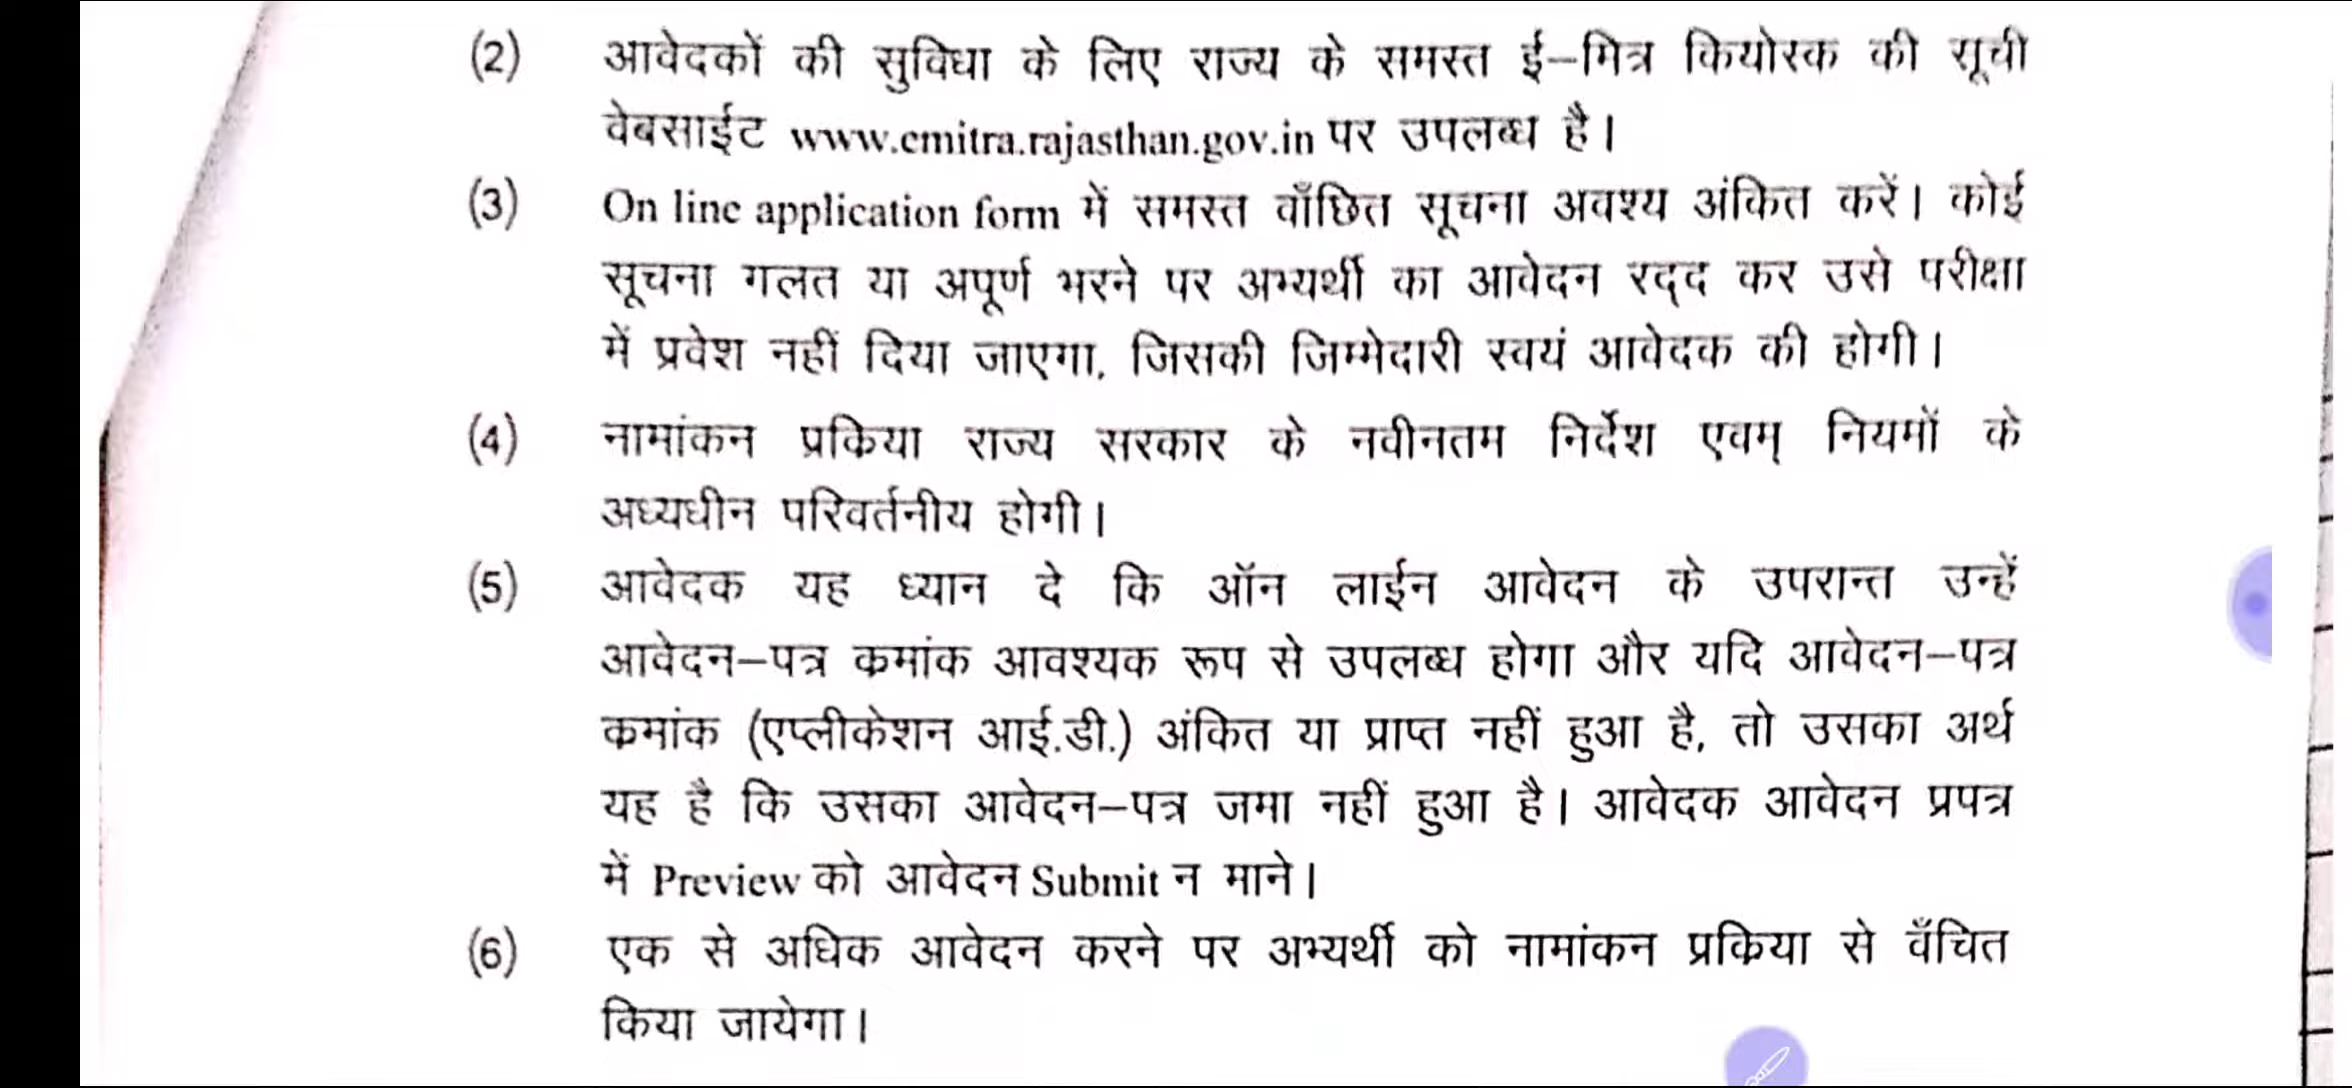 (2) आवेदकों की सुविधा के लिए राज्य के समस्त ई–मित्र कियोस्क की सूची
वेबसाईट www.emitra.rajasthan.gov.in पर उपलब्ध है।
(3) On line application form में समस्त वाँछित सूचना अवश्य अंकित करें। कोई
सूचना गलत या अपूर्ण भरने पर अभ्यर्थी का आवेदन रद्द कर उसे परीक्षा
में प्रवेश नहीं दिया जाएगा, जिसकी जिम्मेदारी स्वयं आवेदक की होगी।
(4) नामांकन प्रकिया राज्य सरकार के नवीनतम निर्देश एवम् नियमों के
अध्यधीन परिवर्तनीय होगी।
(5) आवेदक यह ध्यान दे कि ऑन लाईन आवेदन के उपरान्त उन्हें
आवेदन–पत्र कमांक आवश्यक रूप से उपलब्ध होगा और यदि आवेदन–पत्र
कमांक (एप्लीकेशन आई.डी.) अंकित या प्राप्त नहीं हुआ है, तो उसका अर्थ
यह है कि उसका आवेदन–पत्र जमा नहीं हुआ है। आवेदक आवेदन प्रपत्र
में Preview को आवेदन Submit न माने।
(6) एक से अधिक आवेदन करने पर अभ्यर्थी को नामांकन प्रकिया से वँचित
किया जायेगा।